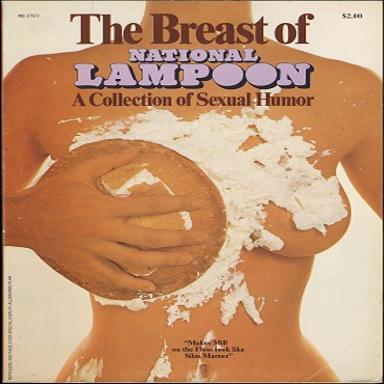 The Breast of
NATIONAL
LAMPOON
A Collection of Sexual Humor
$2.00
"Makes Mill
on the Floss look like
Silas Marner"